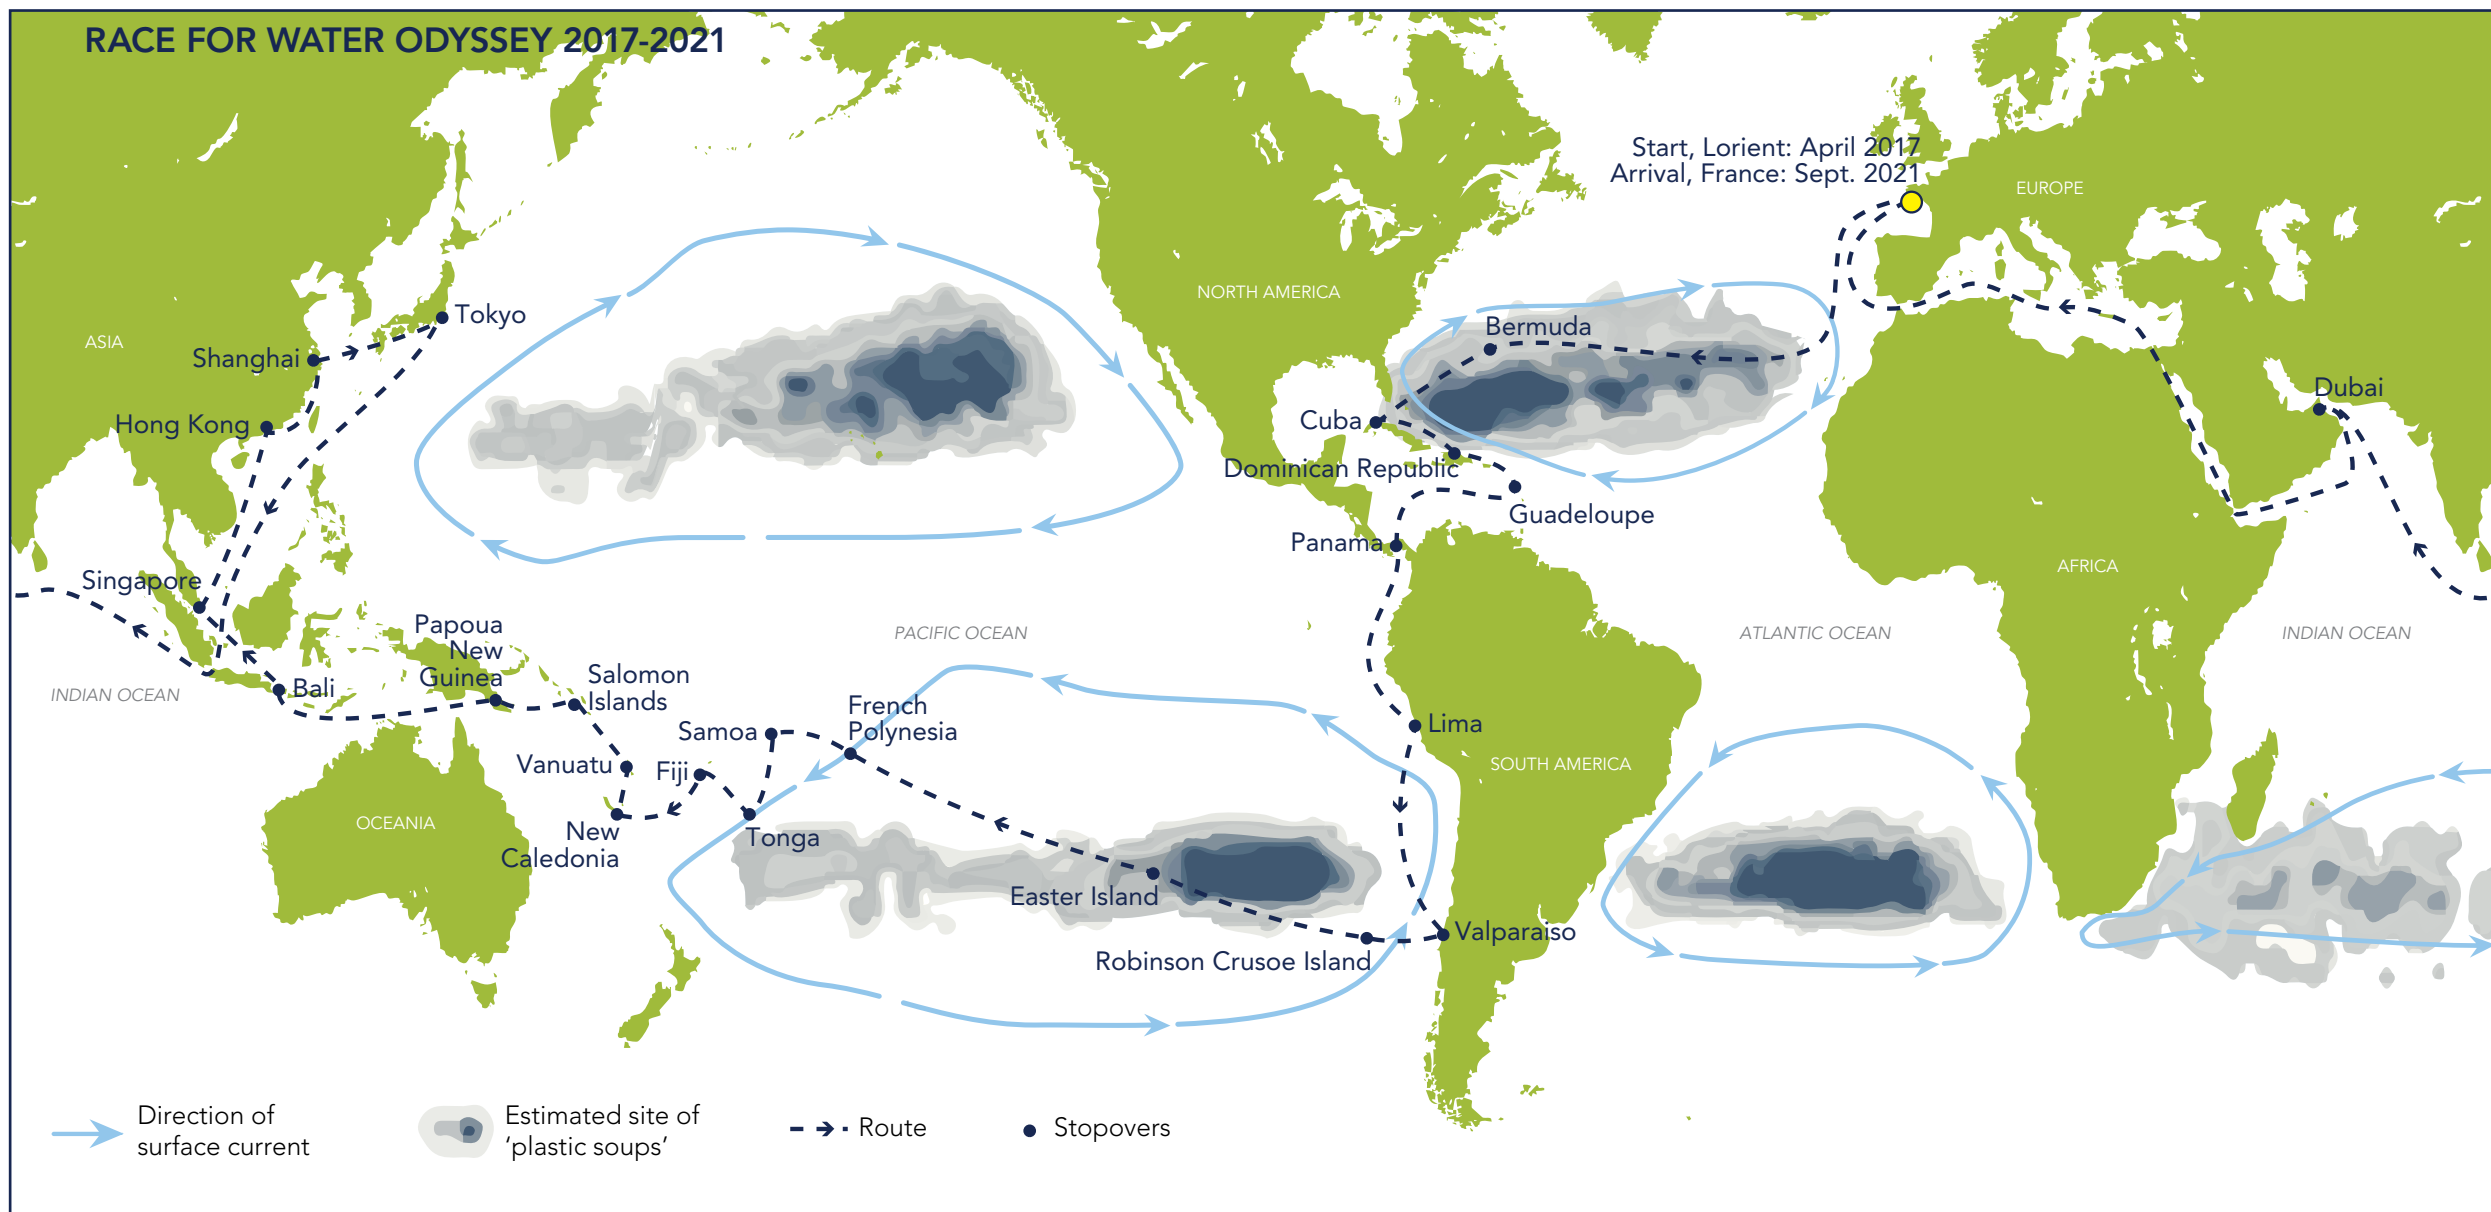 RACE FOR WATER ODYSSEY 2017-2021
Start, Lorient: April 2017
Arrival, France: Sept. 2021
EUROPE
NORTH AMERICA
Tokyo
ASIA
Shanghai
Bermuda
Dubai
Hong Kong
Cuba
Dominican Republic
Guadeloupe
Panama
AFRICA
Singapore
Papoua
New
Guinea
PACIFIC OCEAN
ATLANTIC OCEAN
INDIAN OCEAN
INDIAN OCEAN
Bali
Salomon
Islands
French
Polynesia
Samoa
Lima
Vanuatu
Fiji
SOUTH AMERICA
OCEANIA
New
Caledonia
Tonga
Easter Island
Valparaiso
Robinson Crusoe Island
Direction of
surface current
Estimated site of
‘plastic soups’
Route
Stopovers